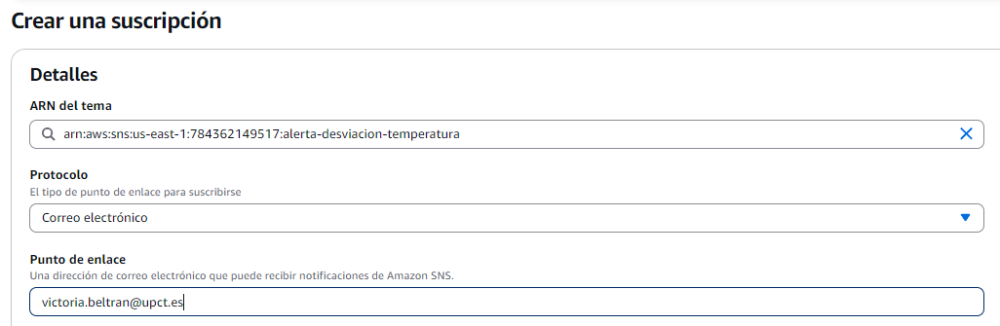 Crear una suscripción
Detalles
ARN del tema
arn:aws:sns:us-east-1:784362149517:alerta-desviacion-temperatura
Protocolo
El tipo de punto de enlace para suscribirse
Correo electrónico
Punto de enlace
Una dirección de correo electrónico que puede recibir notificaciones de Amazon SNS.
victoria.beltran@upct.es